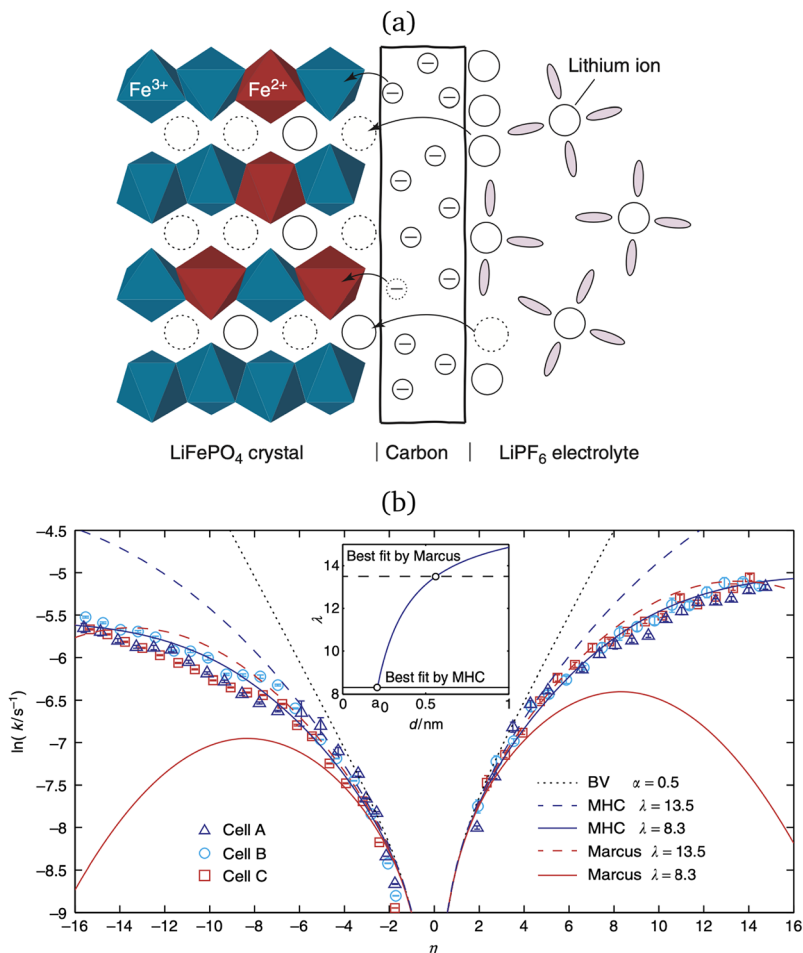 (a)
Lithium ion
Fe3+
Fe2+
LiFePO4 crystal
Carbon
LiPF6 electrolyte
(b)
−4.5
−5
−5.5
−6
−6.5
−7
−7.5
−8
−8.5
−9
ln( k/s−1)
−16 −14 −12 −10 −8 −6 −4 −2 0 2 4 6 8 10 12 14 16
n
Best fit by Marcus
Best fit by MHC
14
12
10
8
λ
0 a0 0.5 1
d/nm
Cell A
Cell B
Cell C
BV α = 0.5
MHC λ = 13.5
MHC λ = 8.3
Marcus λ = 13.5
Marcus λ = 8.3